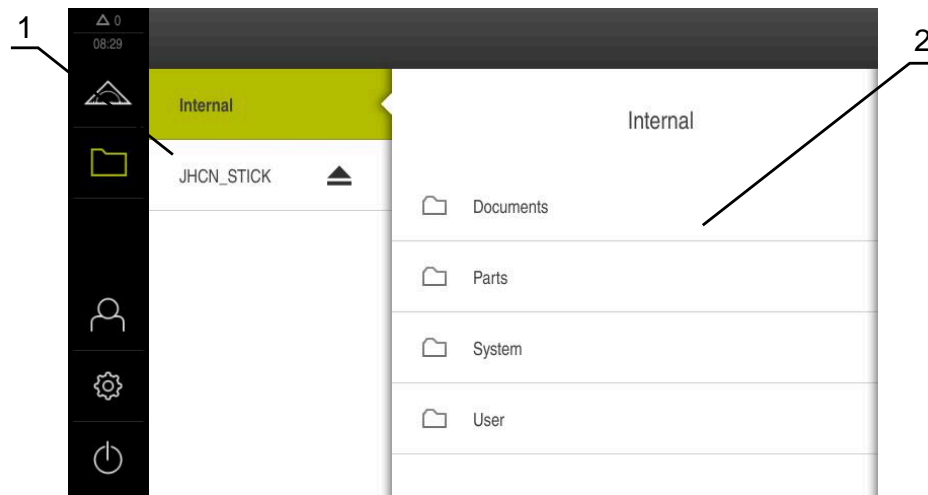 1
0
08:29
2
Internal
Internal
JHCN_STICK
Documents
Parts
System
User